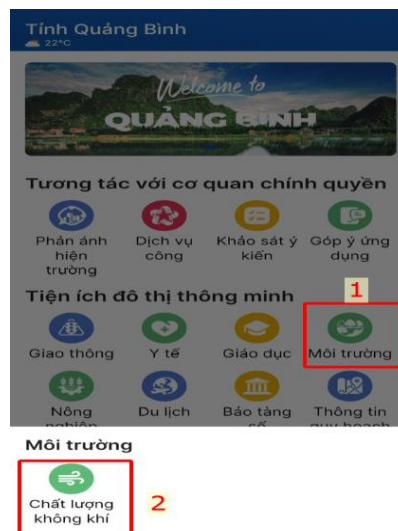 Tỉnh Quảng Bình
22°C
Welcome to
QUẢNG BÌNH
Tương tác với cơ quan chính quyền
Phản ánh hiện trường
Dịch vụ công
Khảo sát ý kiến
Góp ý ứng dụng
Tiện ích đô thị thông minh
1
Giao thông
Y tế
Giáo dục
Môi trường
Nông nghiệp
Du lịch
Bảo tàng số
Thông tin quy hoạch
Môi trường
Chất lượng không khí
2